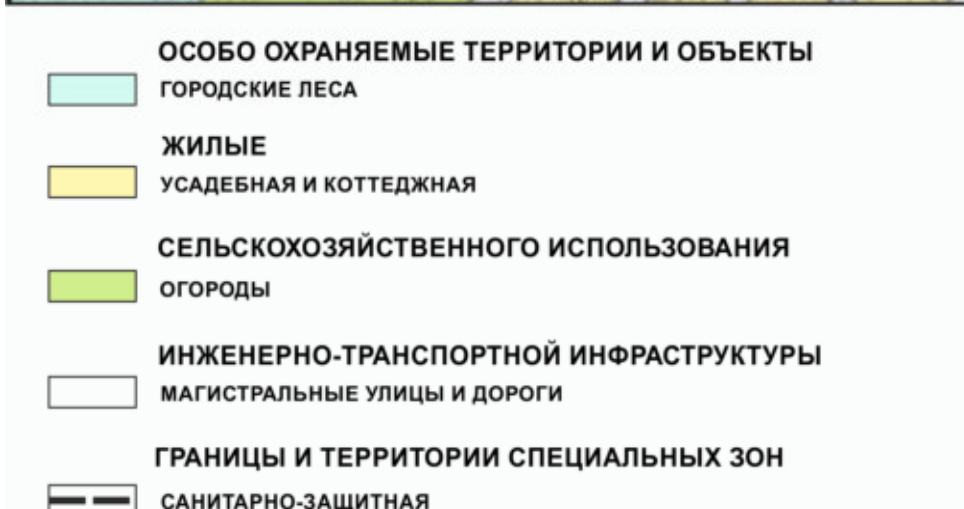 ОСОБО ОХРАНЯЕМЫЕ ТЕРРИТОРИИ И ОБЪЕКТЫ
ГОРОДСКИЕ ЛЕСА
ЖИЛЫЕ
УСАДЕБНАЯ И КОТТЕДЖНАЯ
СЕЛЬСКОХОЗЯЙСТВЕННОГО ИСПОЛЬЗОВАНИЯ
ОГОРОДЫ
ИНЖЕНЕРНО-ТРАНСПОРТНОЙ ИНФРАСТРУКТУРЫ
МАГИСТРАЛЬНЫЕ УЛИЦЫ И ДОРОГИ
ГРАНИЦЫ И ТЕРРИТОРИИ СПЕЦИАЛЬНЫХ ЗОН
САНИТАРНО-ЗАЩИТНАЯ